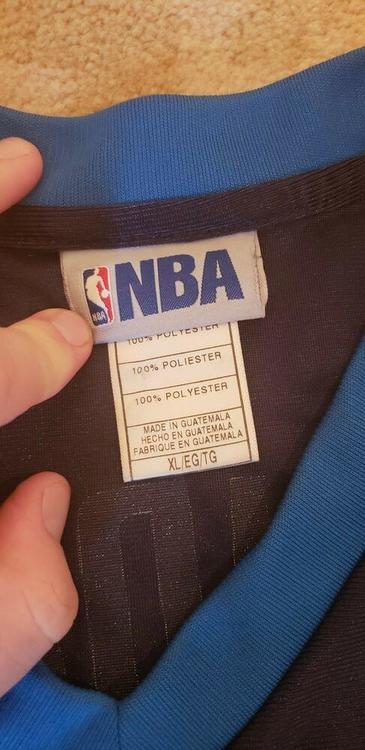 NBA
NBA
100% POLYESTER
100% POLIESTER
100% POLYESTER
MADE IN GUATEMALA
HECHO EN GUATEMALA
FABRIQUE EN GUATEMALA
XL/EG/TG